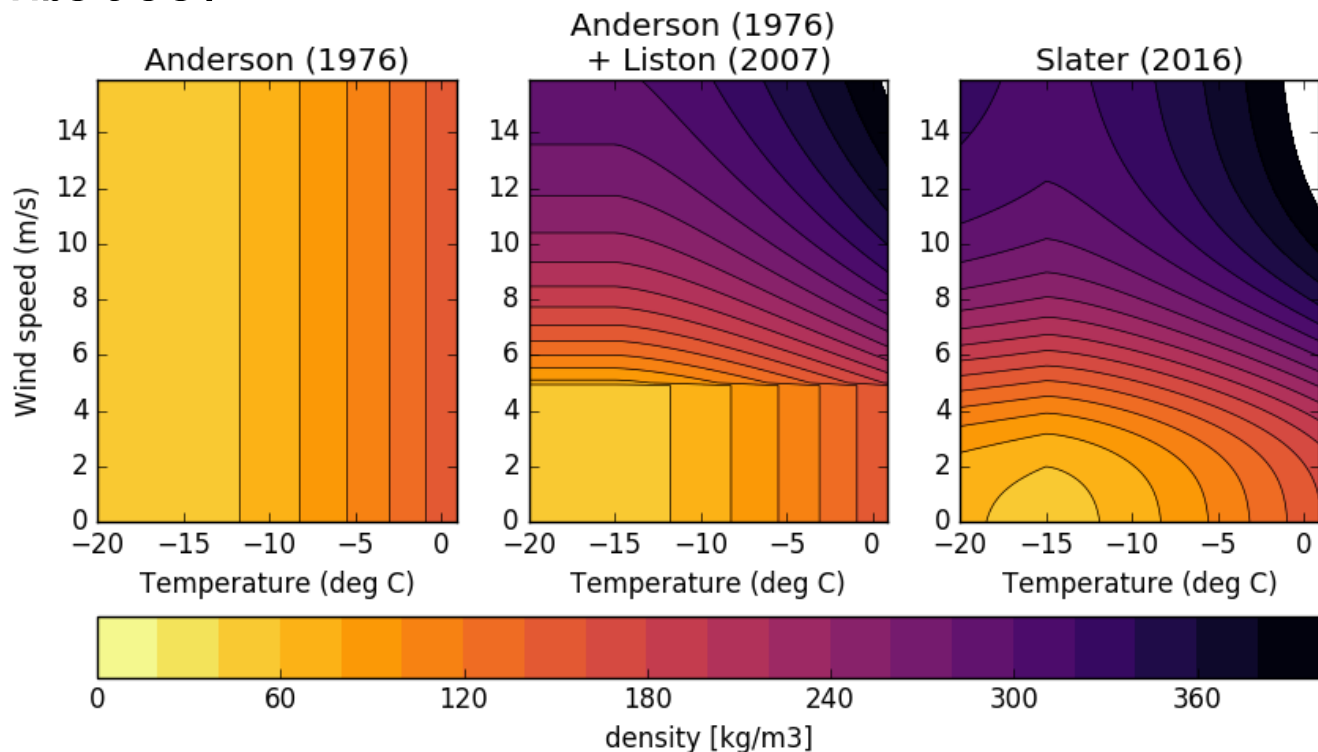 Anderson (1976)
Anderson (1976)
+ Liston (2007)
Slater (2016)
Wind speed (m/s)
14
12
10
8
6
4
2
0
−20 −15 −10 −5 0
Temperature (deg C)
14
12
10
8
6
4
2
0
−20 −15 −10 −5 0
Temperature (deg C)
14
12
10
8
6
4
2
0
−20 −15 −10 −5 0
Temperature (deg C)
0 60 120 180 240 300 360
density [kg/m3]